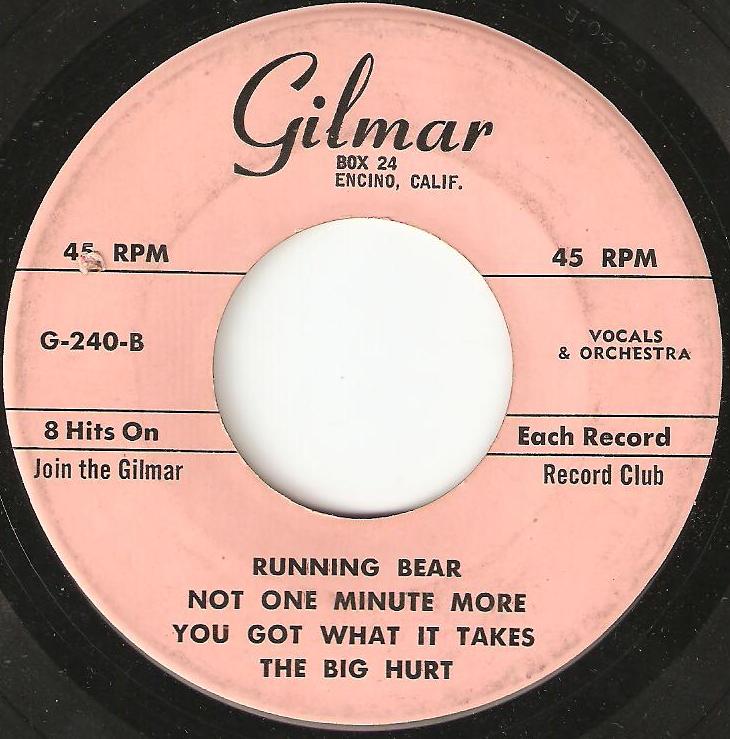 Gilmar
BOX 24
ENCINO, CALIF.
45 RPM 45 RPM
G-240-B
VOCALS
& ORCHESTRA
8 Hits On Each Record
Join the Gilmar Record Club
RUNNING BEAR
NOT ONE MINUTE MORE
YOU GOT WHAT IT TAKES
THE BIG HURT